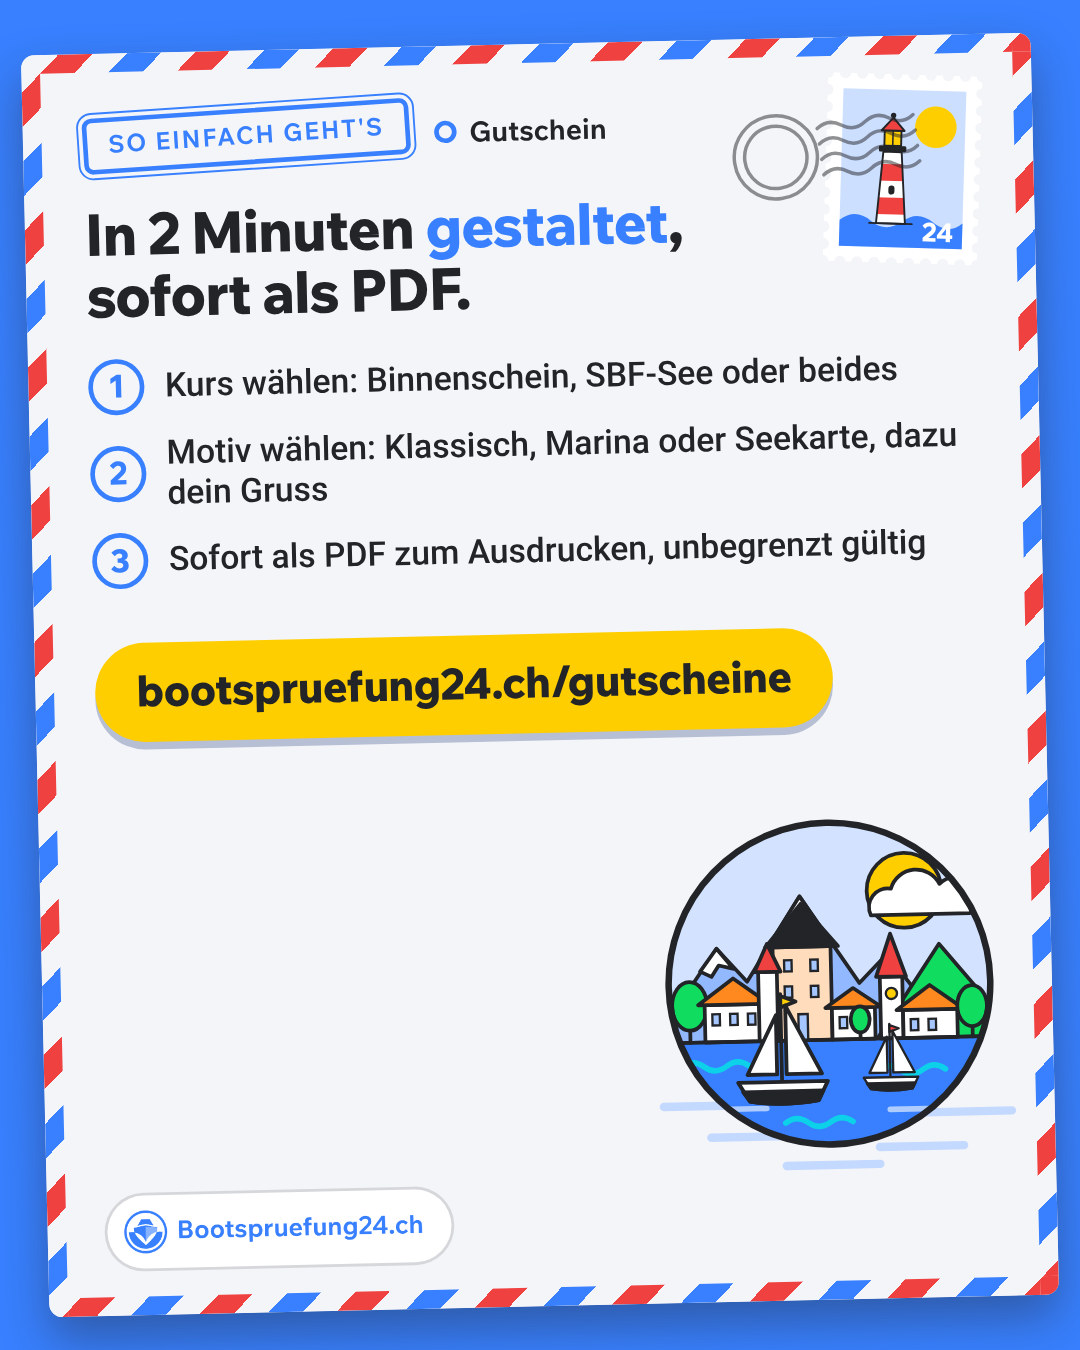 SO EINFACH GEHT'S
Gutschein
24
In 2 Minuten gestaltet,
sofort als PDF.
1 Kurs wählen: Binnenschein, SBF-See oder beides
2 Motiv wählen: Klassisch, Marina oder Seekarte, dazu
dein Gruss
3 Sofort als PDF zum Ausdrucken, unbegrenzt gültig
bootspruefung24.ch/gutscheine
Bootspruefung24.ch